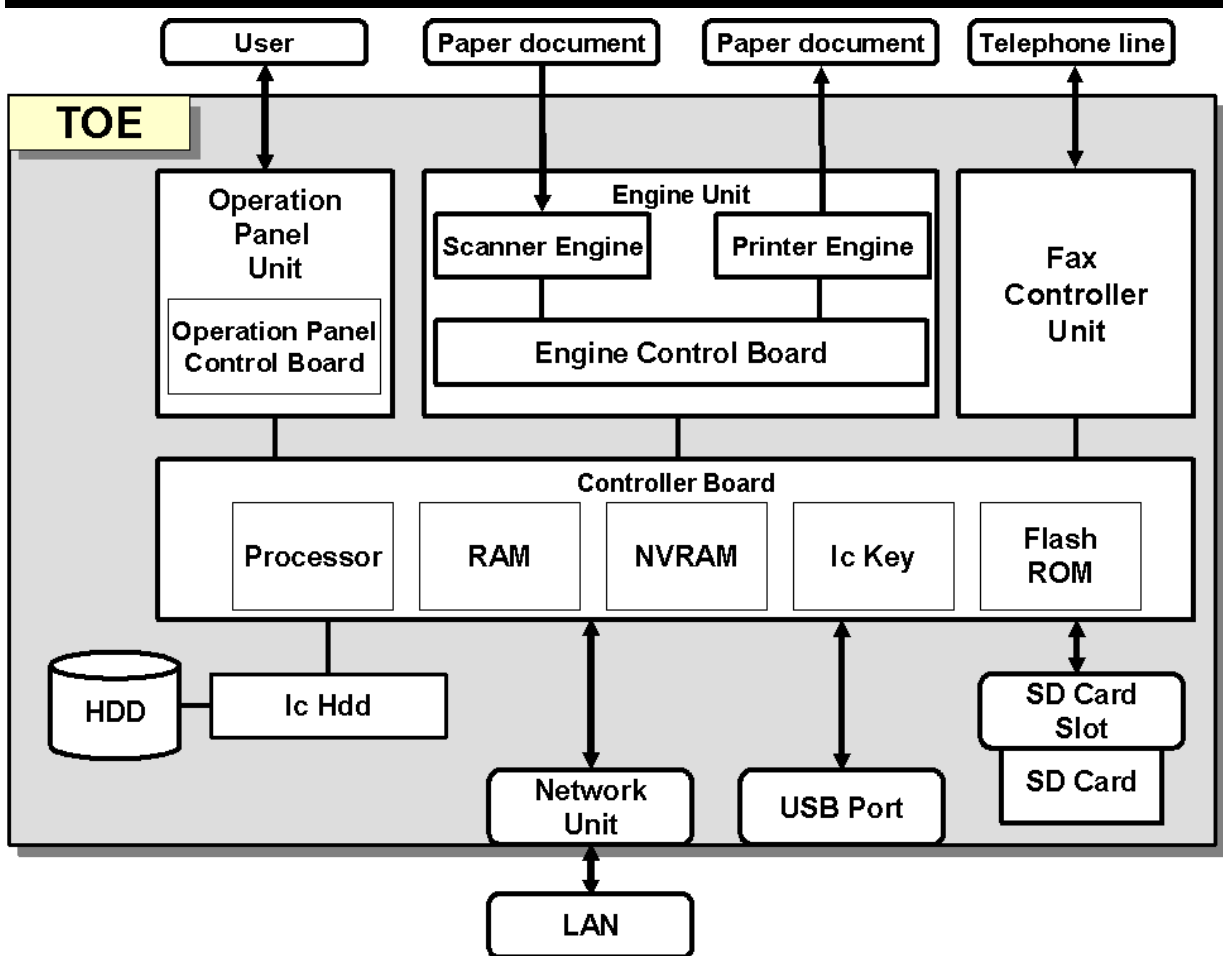 User
Paper document
Paper document
Telephone line
TOE
Operation
Panel
Unit
Operation Panel
Control Board
Engine Unit
Scanner Engine
Printer Engine
Engine Control Board
Fax
Controller
Unit
Controller Board
Processor
RAM
NVRAM
Ic Key
Flash
ROM
HDD
Ic Hdd
Network
Unit
USB Port
SD Card
Slot
SD Card
LAN